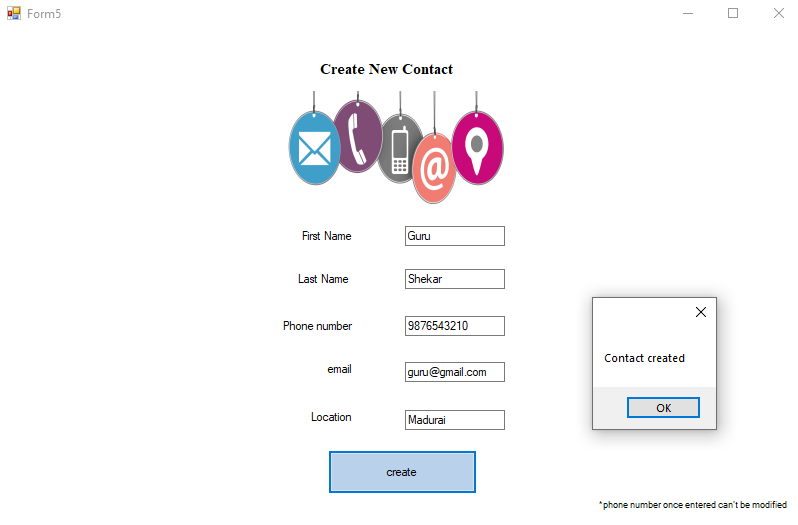 Form5
Create New Contact
@
First Name Guru
Last Name Shekar
Phone number 9876543210
email guru@gmail.com
Location Madurai
create
Contact created
OK
*phone number once entered can't be modified